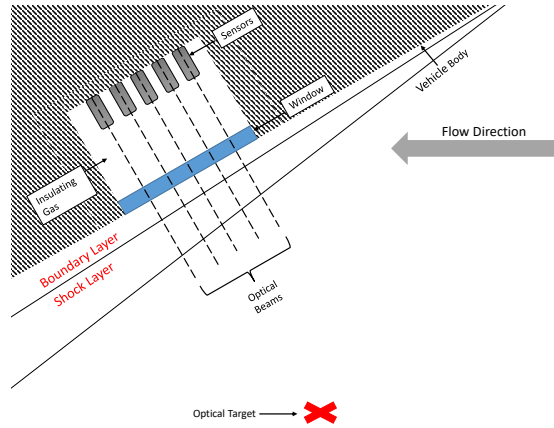 Sensors
Vehicle Body
Window
Flow Direction
Insulating
Gas
Boundary Layer
Shock Layer
Optical
Beams
Optical Target